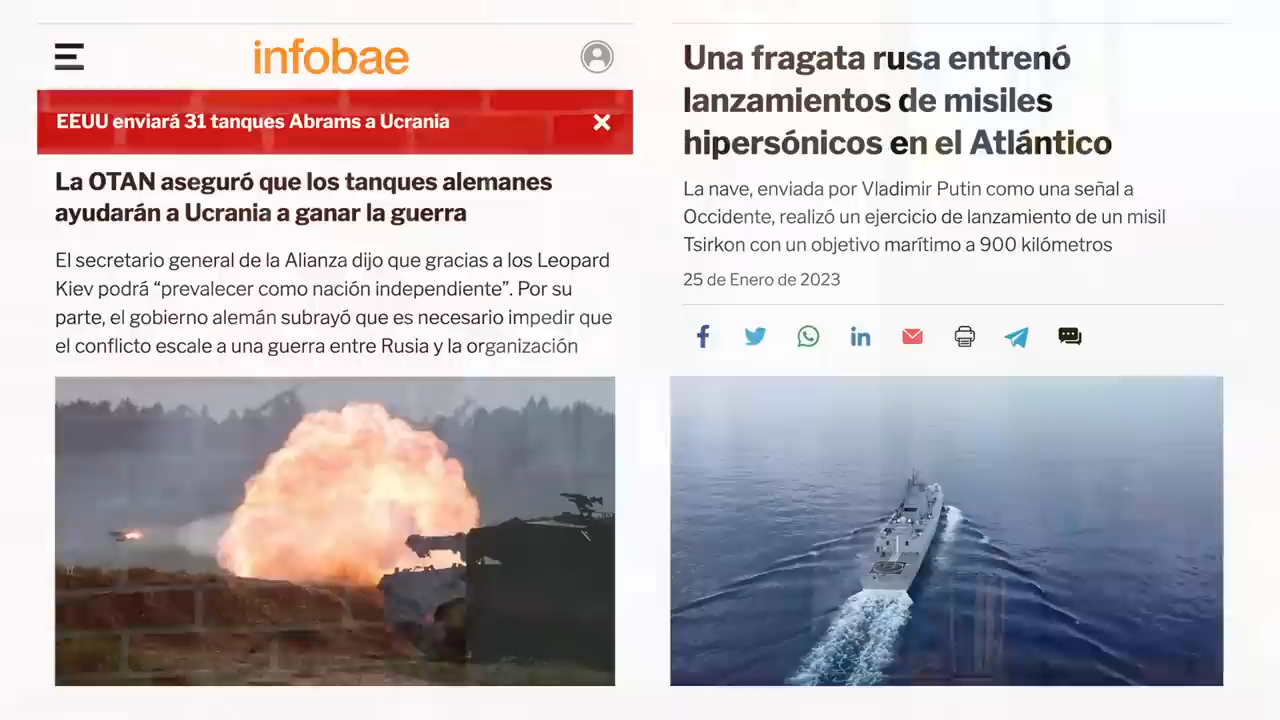 infobae
EEUU enviará 31 tanques Abrams a Ucrania
La OTAN aseguró que los tanques alemanes
ayudarán a Ucrania a ganar la guerra
El secretario general de la Alianza dijo que gracias a los Leopard
Kiev podrá “prevalecer como nación independiente”. Por su
parte, el gobierno alemán subrayó que es necesario impedir que
el conflicto escale a una guerra entre Rusia y la organización
Una fragata rusa entrenó
lanzamientos de misiles
hipersónicos en el Atlántico
La nave, enviada por Vladimir Putin como una señal a
Occidente, realizó un ejercicio de lanzamiento de un misil
Tsirkon con un objetivo marítimo a 900 kilómetros
25 de Enero de 2023